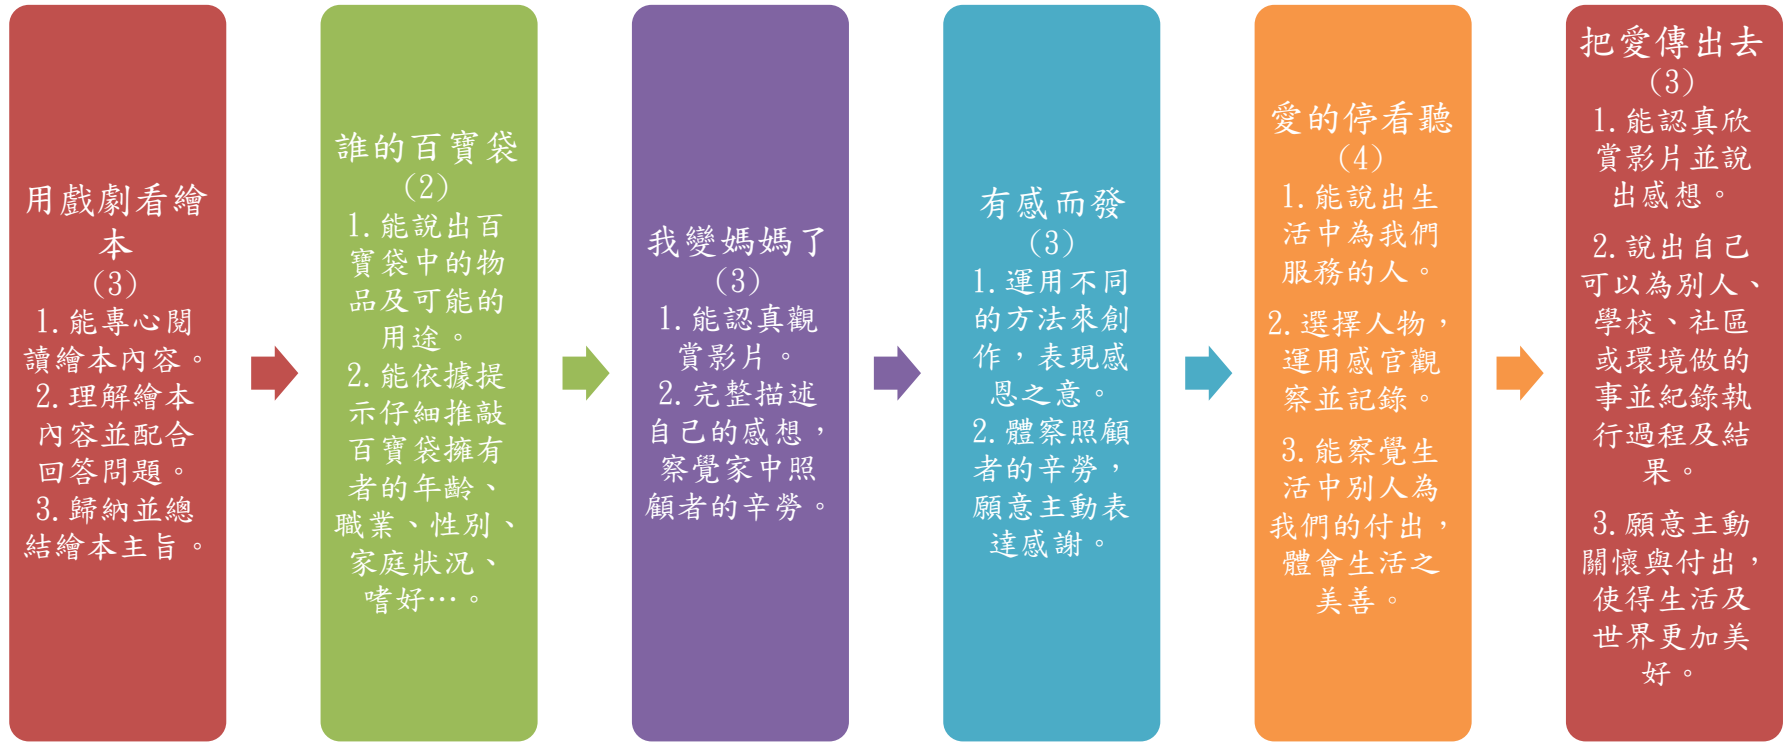 用戲劇看繪
本
(3)
1.能專心閱
讀繪本內容。
2.理解繪本
內容並配合
回答問題。
3.歸納並總
結繪本主旨。
誰的百寶袋
(2)
1.能說出百
寶袋中的物
品及可能的
用途。
2.能依據提
示仔細推敲
百寶袋擁有
者的年齡、
職業、性別、
家庭狀況、
嗜好…。
我變媽媽了
(3)
1.能認真觀
賞影片。
2.完整描述
自己的感想，
察覺家中照
顧者的辛勞。
有感而發
(3)
1.運用不同
的方法來創
作，表現感
恩之意。
2.體察照顧
者的辛勞，
願意主動表
達感謝。
愛的停看聽
(4)
1.能說出生
活中為我們
服務的人。
2.選擇人物，
運用感官觀
察並記錄。
3.能察覺生
活中別人為
我們的付出，
體會生活之
美善。
把愛傳出去
(3)
1.能認真欣
賞影片並說
出感想。
2.說出自己
可以為別人、
學校、社區
或環境做的
事並紀錄執
行過程及結
果。
3.願意主動
關懷與付出，
使得生活及
世界更加美
好。